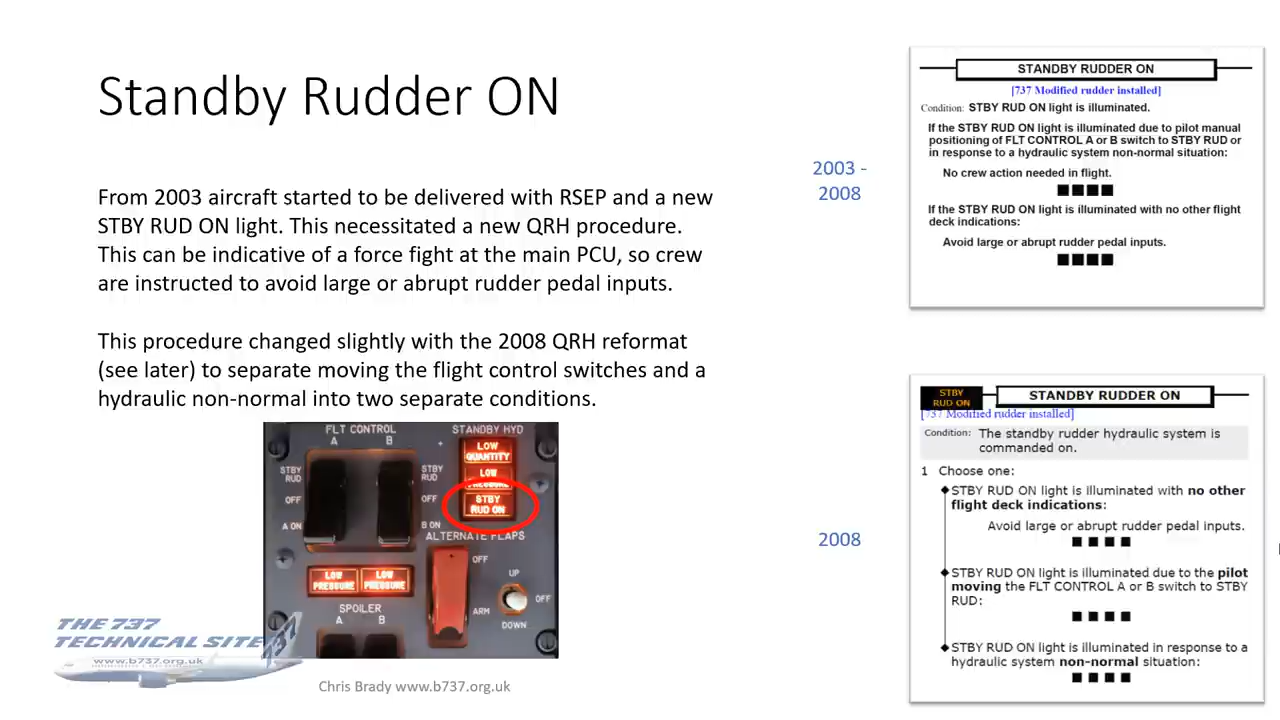 Standby Rudder ON
From 2003 aircraft started to be delivered with RSEP and a new
STBY RUD ON light. This necessitated a new QRH procedure.
This can be indicative of a force fight at the main PCU, so crew
are instructed to avoid large or abrupt rudder pedal inputs.
This procedure changed slightly with the 2008 QRH reformat
(see later) to separate moving the flight control switches and a
hydraulic non-normal into two separate conditions.
FLT CONTROL
A B
STANDBY HYD
LOW
QUANTITY
LOW
PRESSURE
STBY
RUD ON
STBY
RUD
OFF
A ON
STBY
RUD
OFF
B ON
ALTERNATE FLAPS
OFF
ARM
UP
OFF
DOWN
LOW
PRESSURE
LOW
PRESSURE
SPOILER
A B
THE 737
TECHNICAL SITE
737
www.b737.org.uk
Chris Brady www.b737.org.uk
2003 -
2008
STANDBY RUDDER ON
[737 Modified rudder installed]
Condition: STBY RUD ON light is illuminated.
If the STBY RUD ON light is illuminated due to pilot manual
positioning of FLT CONTROL A or B switch to STBY RUD or
in response to a hydraulic system non-normal situation:
No crew action needed in flight.
If the STBY RUD ON light is illuminated with no other flight
deck indications:
Avoid large or abrupt rudder pedal inputs.
2008
STBY
RUD ON
STANDBY RUDDER ON
[737 Modified rudder installed]
Condition: The standby rudder hydraulic system is
commanded on.
1 Choose one:
STBY RUD ON light is illuminated with no other
flight deck indications:
Avoid large or abrupt rudder pedal inputs.
STBY RUD ON light is illuminated due to the pilot
moving the FLT CONTROL A or B switch to STBY
RUD:
STBY RUD ON light is illuminated in response to a
hydraulic system non-normal situation: